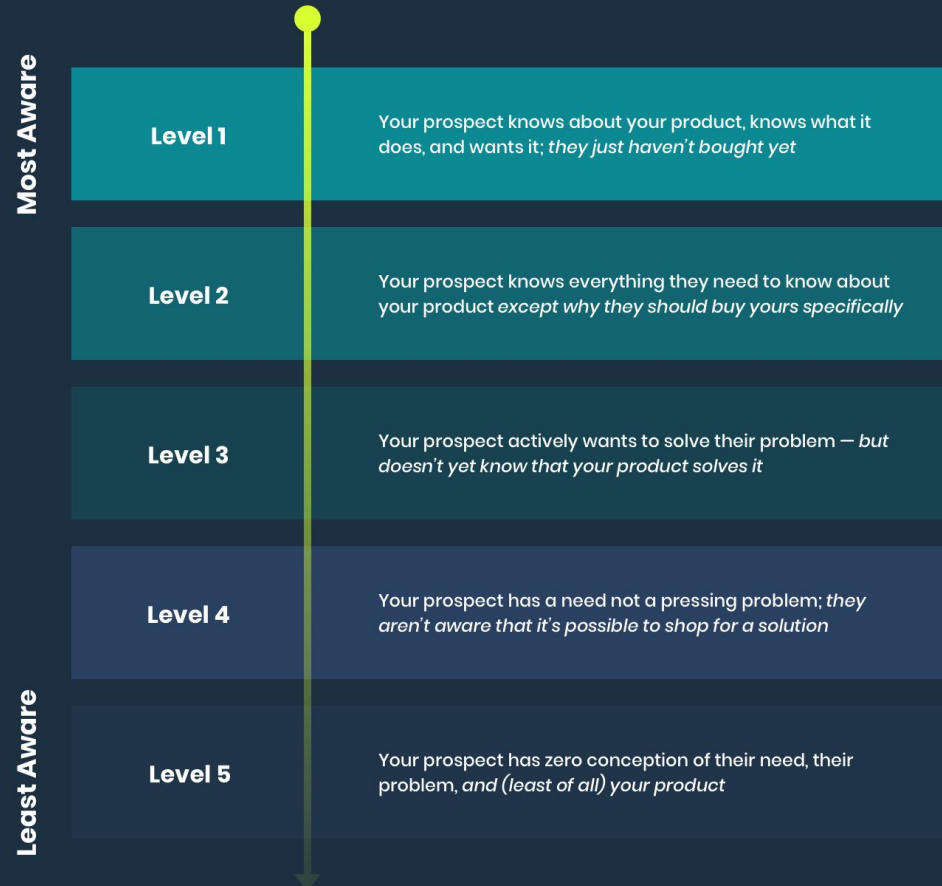 Most Aware
Level 1
Your prospect knows about your product, knows what it
does, and wants it; they just haven't bought yet
Level 2
Your prospect knows everything they need to know about
your product except why they should buy yours specifically
Level 3
Your prospect actively wants to solve their problem — but
doesn't yet know that your product solves it
Level 4
Your prospect has a need not a pressing problem; they
aren't aware that it's possible to shop for a solution
Least Aware
Level 5
Your prospect has zero conception of their need, their
problem, and (least of all) your product